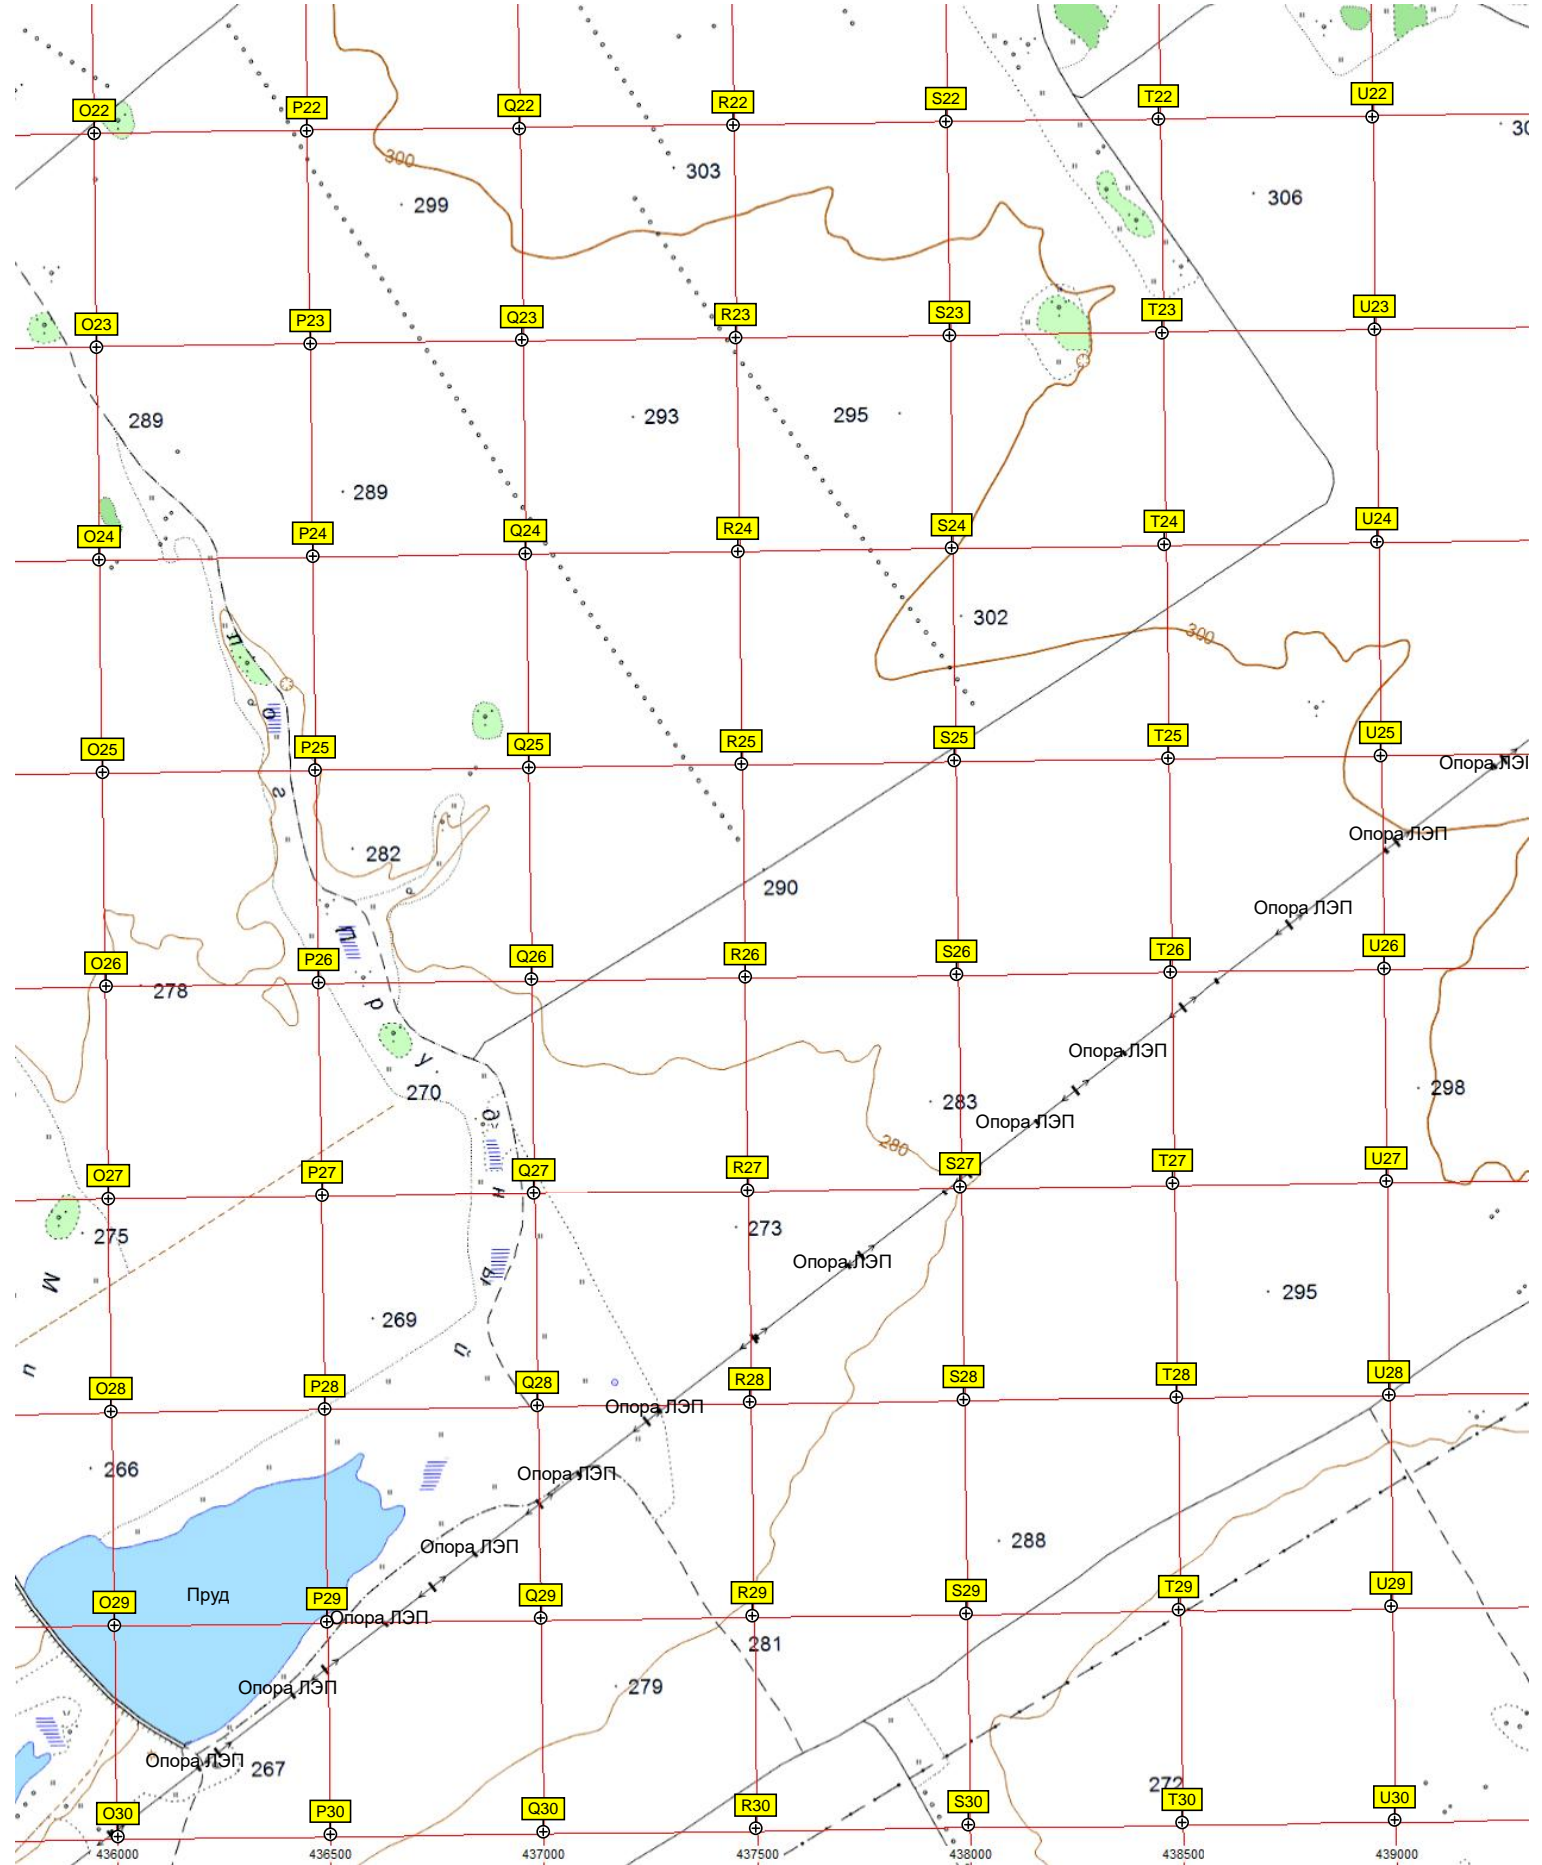 O22 P22 Q22 R22 S22 T22 U22
300 303 30
299 306
O23 P23 Q23 R23 S23 T23 U23
289 293 295
289
O24 P24 Q24 R24 S24 T24 U24
302 300
лог Прудный
O25 P25 Q25 R25 S25 T25 U25
Опора ЛЭП
Опора ЛЭП
282
290
Опора ЛЭП
O26 P26 Q26 R26 S26 T26 U26
278
Опора ЛЭП
270 283 298
Опора ЛЭП
280
O27 P27 Q27 R27 S27 T27 U27
275 273
Опора ЛЭП
М
и
269 295
O28 P28 Q28 R28 S28 T28 U28
Опора ЛЭП
266 Опора ЛЭП
Опора ЛЭП 288
Пруд
O29 P29 Q29 R29 S29 T29 U29
Опора ЛЭП
281
Опора ЛЭП 279
Опора ЛЭП 267
272
O30 P30 Q30 R30 S30 T30 U30
436000 436500 437000 437500 438000 438500 439000